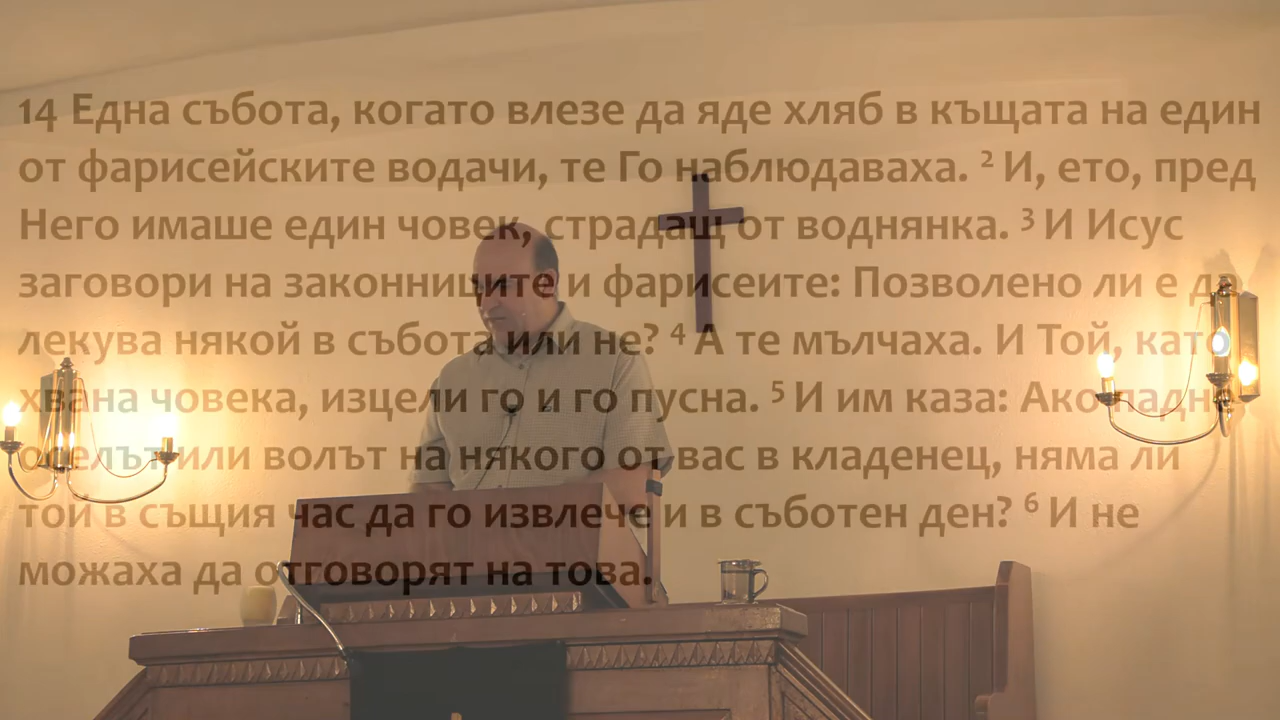 14 Една събота, когато влезе да яде хляб в къщата на един
от фарисейските водачи, те Го наблюдаваха. ² И, ето, пред
Него имаше един човек, страдащ от воднянка. ³ И Исус
заговори на законниците и фарисеите: Позволено ли е да
лекува някой в събота или не? ⁴ А те мълчаха. И Той, като
хвана човека, изцели го и го пусна. ⁵ И им каза: Ако падне
оселът или волът на някого от вас в кладенец, няма ли
той в същия час да го извлече и в съботен ден? ⁶ И не
можаха да отговорят на това.